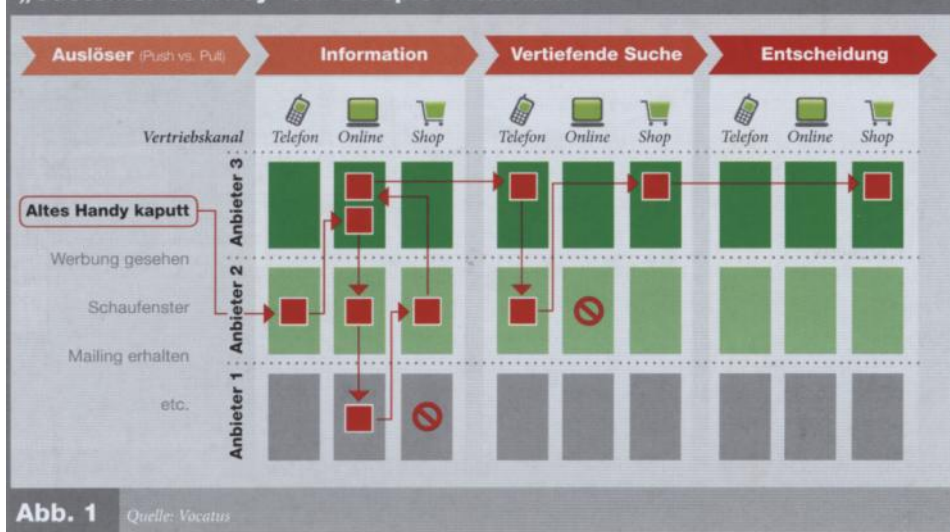 Auslöser (Push vs. Pull)
Information
Vertiefende Suche
Entscheidung
Vertriebskanal
Telefon Online Shop
Telefon Online Shop
Telefon Online Shop
Anbieter 3
Altes Handy kaputt
Werbung gesehen
Anbieter 2
Schaufenster
Mailing erhalten
Anbieter 1
etc.
Abb. 1 Quelle: Vocatus